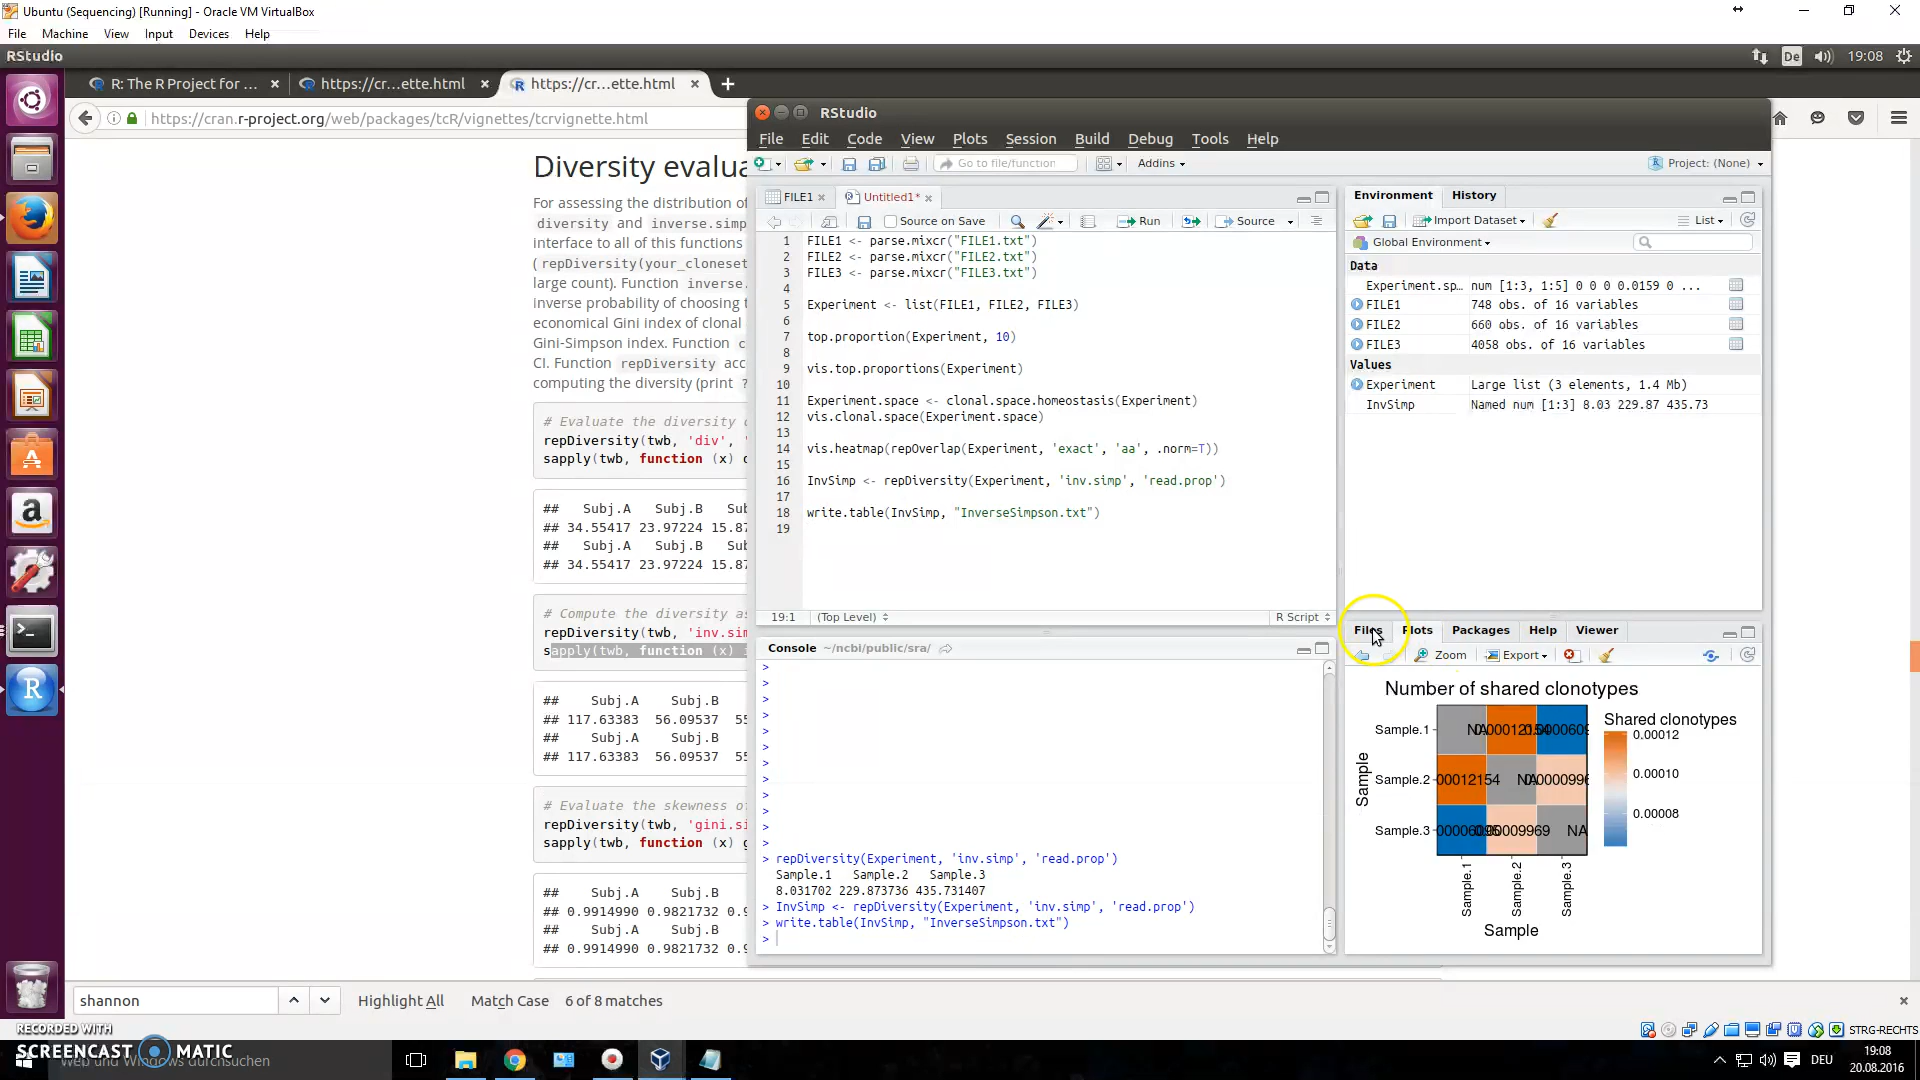 Ubuntu (Sequencing) [Running] - Oracle VM VirtualBox
File Machine View Input Devices Help
RStudio
De 19:08
R: The R Project for ...
https://cr...ette.html
https://cr...ette.html
https://cran.r-project.org/web/packages/tcR/vignettes/tcrvignette.html
Diversity evalua
For assessing the distribution of
diversity and inverse.simp
interface to all of this functions
(repDiversity(your_cloneset
large count). Function inverse.
Inverse probability of choosing t
economical Gini index of clonal
Gini-Simpson index. Function c
CI. Function repDiversity acc
computing the diversity (print ?
# Evaluate the diversity o
repDiversity(twb, 'div', '
sapply(twb, function (x)
## Subj.A Subj.B Su
## 34.55417 23.97224 15.87
## Subj.A Subj.B Su
## 34.55417 23.97224 15.87
# Compute the diversity as
repDiversity(twb, 'inv.sim
sapply(twb, function (x) i
## Subj.A Subj.B
## 117.63383 56.09537 55
## Subj.A Subj.B
## 117.63383 56.09537 55
# Evaluate the skewness of
repDiversity(twb, 'gini.si
sapply(twb, function (x) g
## Subj.A Subj.B
## 0.9914990 0.9821732 0.9
## Subj.A Subj.B
## 0.9914990 0.9821732 0.9
shannon
Highlight All Match Case 6 of 8 matches
RStudio
File Edit Code View Plots Session Build Debug Tools Help
Go to file/function Addins Project: (None)
FILE1 Untitled1*
Source on Save Run Source
1 FILE1 <- parse.mixcr("FILE1.txt")
2 FILE2 <- parse.mixcr("FILE2.txt")
3 FILE3 <- parse.mixcr("FILE3.txt")
4
5 Experiment <- list(FILE1, FILE2, FILE3)
6
7 top.proportion(Experiment, 10)
8
9 vis.top.proportions(Experiment)
10
11 Experiment.space <- clonal.space.homeostasis(Experiment)
12 vis.clonal.space(Experiment.space)
13
14 vis.heatmap(repOverlap(Experiment, 'exact', 'aa', .norm=T))
15
16 InvSimp <- repDiversity(Experiment, 'inv.simp', 'read.prop')
17
18 write.table(InvSimp, "InverseSimpson.txt")
19
19:1 (Top Level) R Script
Console ~/ncbi/public/sra/
>
>
>
>
>
>
>
>
>
>
>
>
> repDiversity(Experiment, 'inv.simp', 'read.prop')
Sample.1 Sample.2 Sample.3
8.031702 229.873736 435.731407
> InvSimp <- repDiversity(Experiment, 'inv.simp', 'read.prop')
> write.table(InvSimp, "InverseSimpson.txt")
>
Environment History
Import Dataset List
Global Environment
Data
Experiment.sp… num [1:3, 1:5] 0 0 0 0.0159 0 ...
FILE1 748 obs. of 16 variables
FILE2 660 obs. of 16 variables
FILE3 4058 obs. of 16 variables
Values
Experiment Large list (3 elements, 1.4 Mb)
InvSimp Named num [1:3] 8.03 229.87 435.73
Files Plots Packages Help Viewer
Zoom Export
Number of shared clonotypes
Shared clonotypes
0.00012
0.00010
0.00008
Sample.1 NA
Sample.2 00012154 NA
Sample.3 NA
Sample
Sample.1
Sample.2
Sample.3
Sample
STRG-RECHTS
RECORDED WITH
SCREENCAST MATIC
Web und Windows durchsuchen
DEU
19:08
20.08.2016